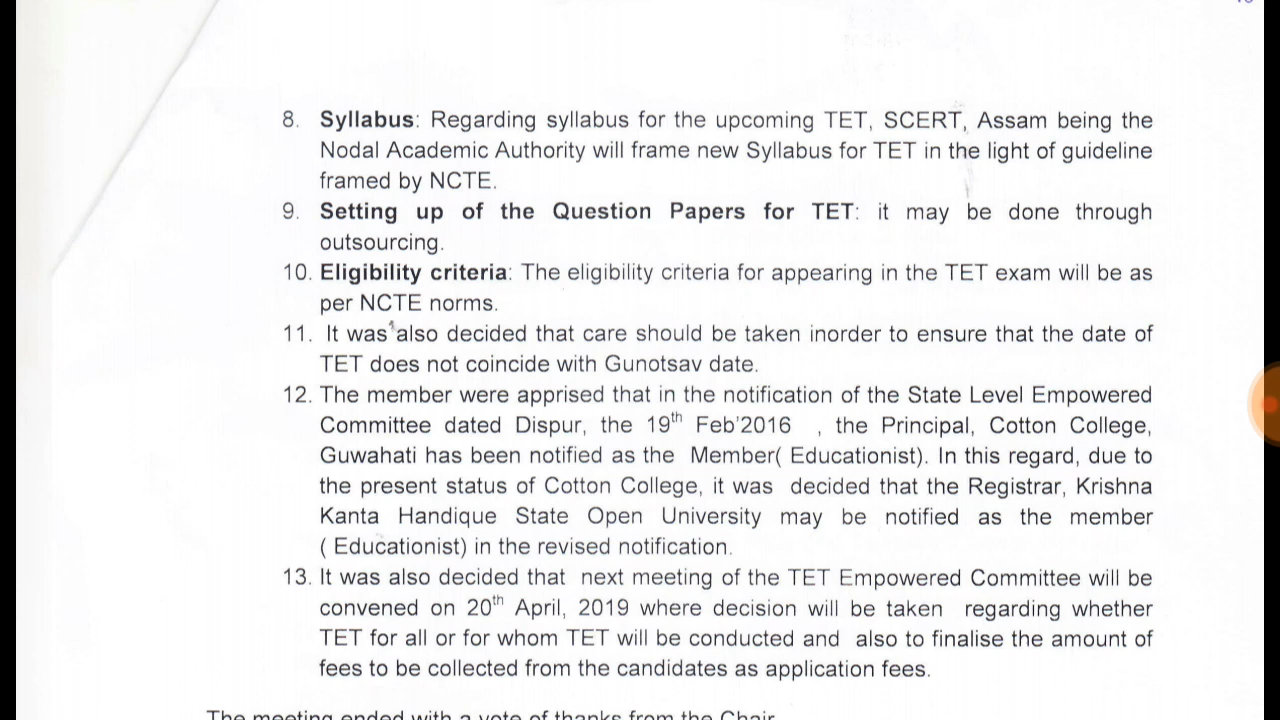 8. Syllabus: Regarding syllabus for the upcoming TET, SCERT, Assam being the
Nodal Academic Authority will frame new Syllabus for TET in the light of guideline
framed by NCTE.
9. Setting up of the Question Papers for TET: it may be done through
outsourcing.
10. Eligibility criteria: The eligibility criteria for appearing in the TET exam will be as
per NCTE norms.
11. It was also decided that care should be taken inorder to ensure that the date of
TET does not coincide with Gunotsav date.
12. The member were apprised that in the notification of the State Level Empowered
Committee dated Dispur, the 19th Feb'2016 , the Principal, Cotton College,
Guwahati has been notified as the Member( Educationist). In this regard, due to
the present status of Cotton College, it was decided that the Registrar, Krishna
Kanta Handique State Open University may be notified as the member
( Educationist) in the revised notification.
13. It was also decided that next meeting of the TET Empowered Committee will be
convened on 20th April, 2019 where decision will be taken regarding whether
TET for all or for whom TET will be conducted and also to finalise the amount of
fees to be collected from the candidates as application fees.
The meeting ended with a vote of thanks from the Chair.